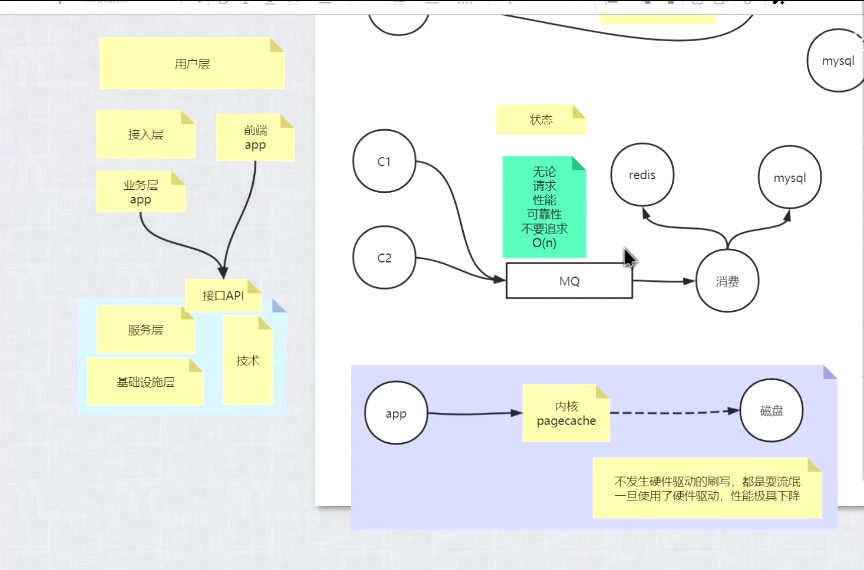 用户层
接入层
前端
app
业务层
app
接口API
服务层
技术
基础设施层
mysql
状态
C1
无论
请求
性能
可靠性
不要追求
O(n)
redis
mysql
C2
MQ
消费
app
内核
pagecache
磁盘
不发生硬件驱动的刷写，都是耍流氓
一旦使用了硬件驱动，性能极具下降